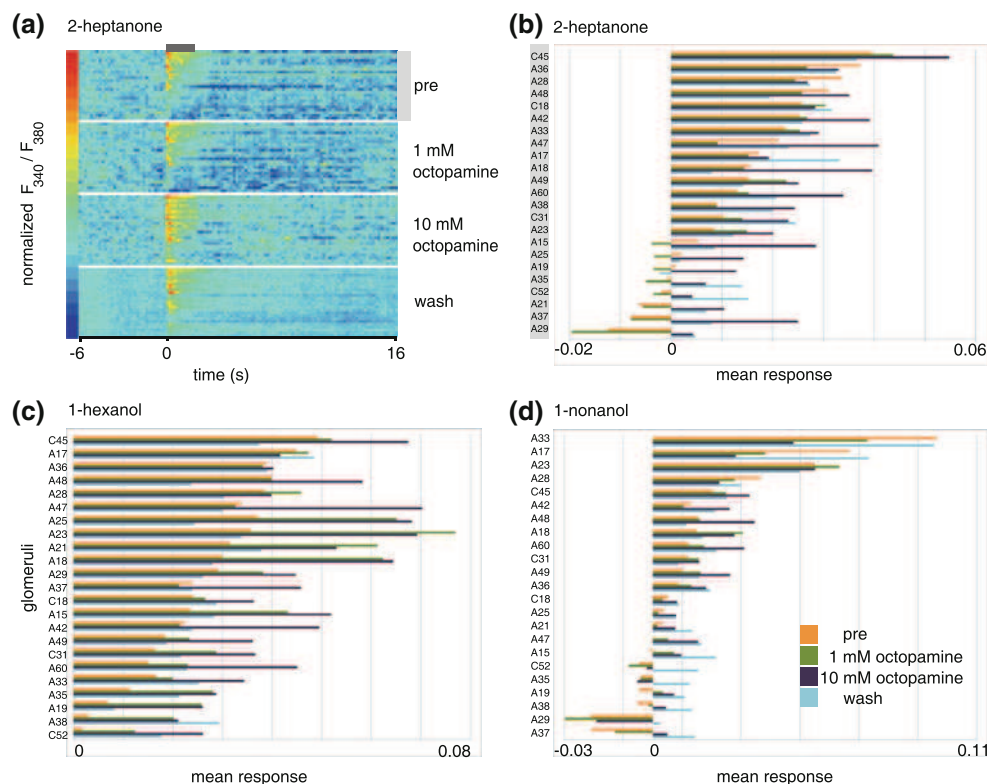 (a)
2-heptanone
normalized F340 / F380
pre
1 mM
octopamine
10 mM
octopamine
wash
-6
0
16
time (s)
(b)
2-heptanone
C45
A36
A28
A48
C18
A42
A33
A47
A17
A18
A49
A60
A38
C31
A23
A15
A25
A19
A35
C52
A21
A37
A29
-0.02
0
0.06
mean response
(c)
1-hexanol
glomeruli
C45
A17
A36
A48
A28
A47
A25
A23
A21
A18
A29
A37
C18
A15
A42
A49
C31
A60
A33
A35
A19
A38
C52
0
0.08
mean response
(d)
1-nonanol
A33
A17
A23
A28
C45
A42
A48
A18
A60
C31
A49
A36
C18
A25
A21
A47
A15
C52
A35
A19
A38
A29
A37
pre
1 mM octopamine
10 mM octopamine
wash
-0.03
0
0.11
mean response